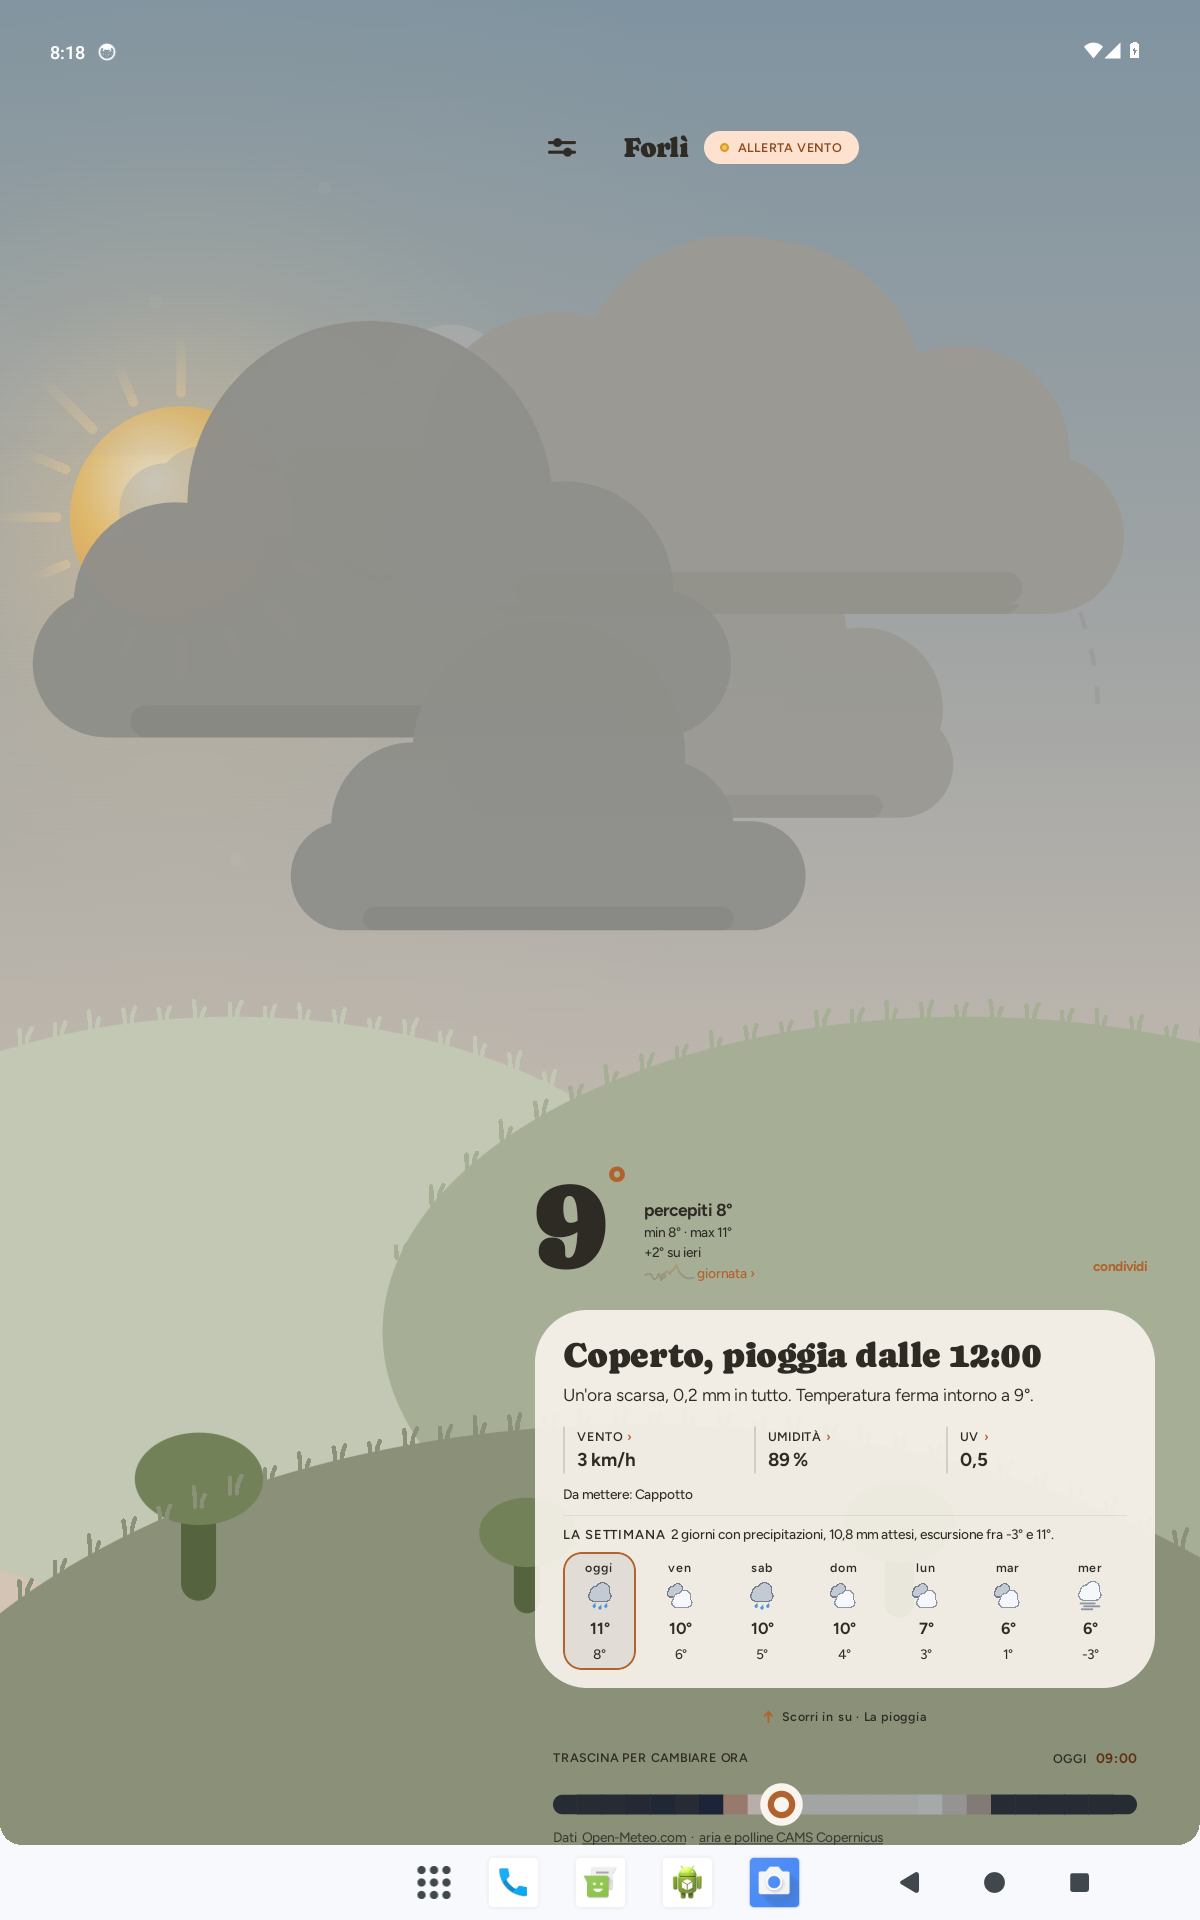 8:18
Forlì
ALLERTA VENTO
9°
percepiti 8°
min 8° · max 11°
+2° su ieri
giornata ›
condividi
Coperto, pioggia dalle 12:00
Un'ora scarsa, 0,2 mm in tutto. Temperatura ferma intorno a 9°.
VENTO › UMIDITÀ › UV ›
3 km/h 89 % 0,5
Da mettere: Cappotto
LA SETTIMANA 2 giorni con precipitazioni, 10,8 mm attesi, escursione fra -3° e 11°.
oggi ven sab dom lun mar mer
11° 10° 10° 10° 7° 6° 6°
8° 6° 5° 4° 3° 1° -3°
↑ Scorri in su · La pioggia
TRASCINA PER CAMBIARE ORA OGGI 09:00
Dati Open-Meteo.com · aria e polline CAMS Copernicus